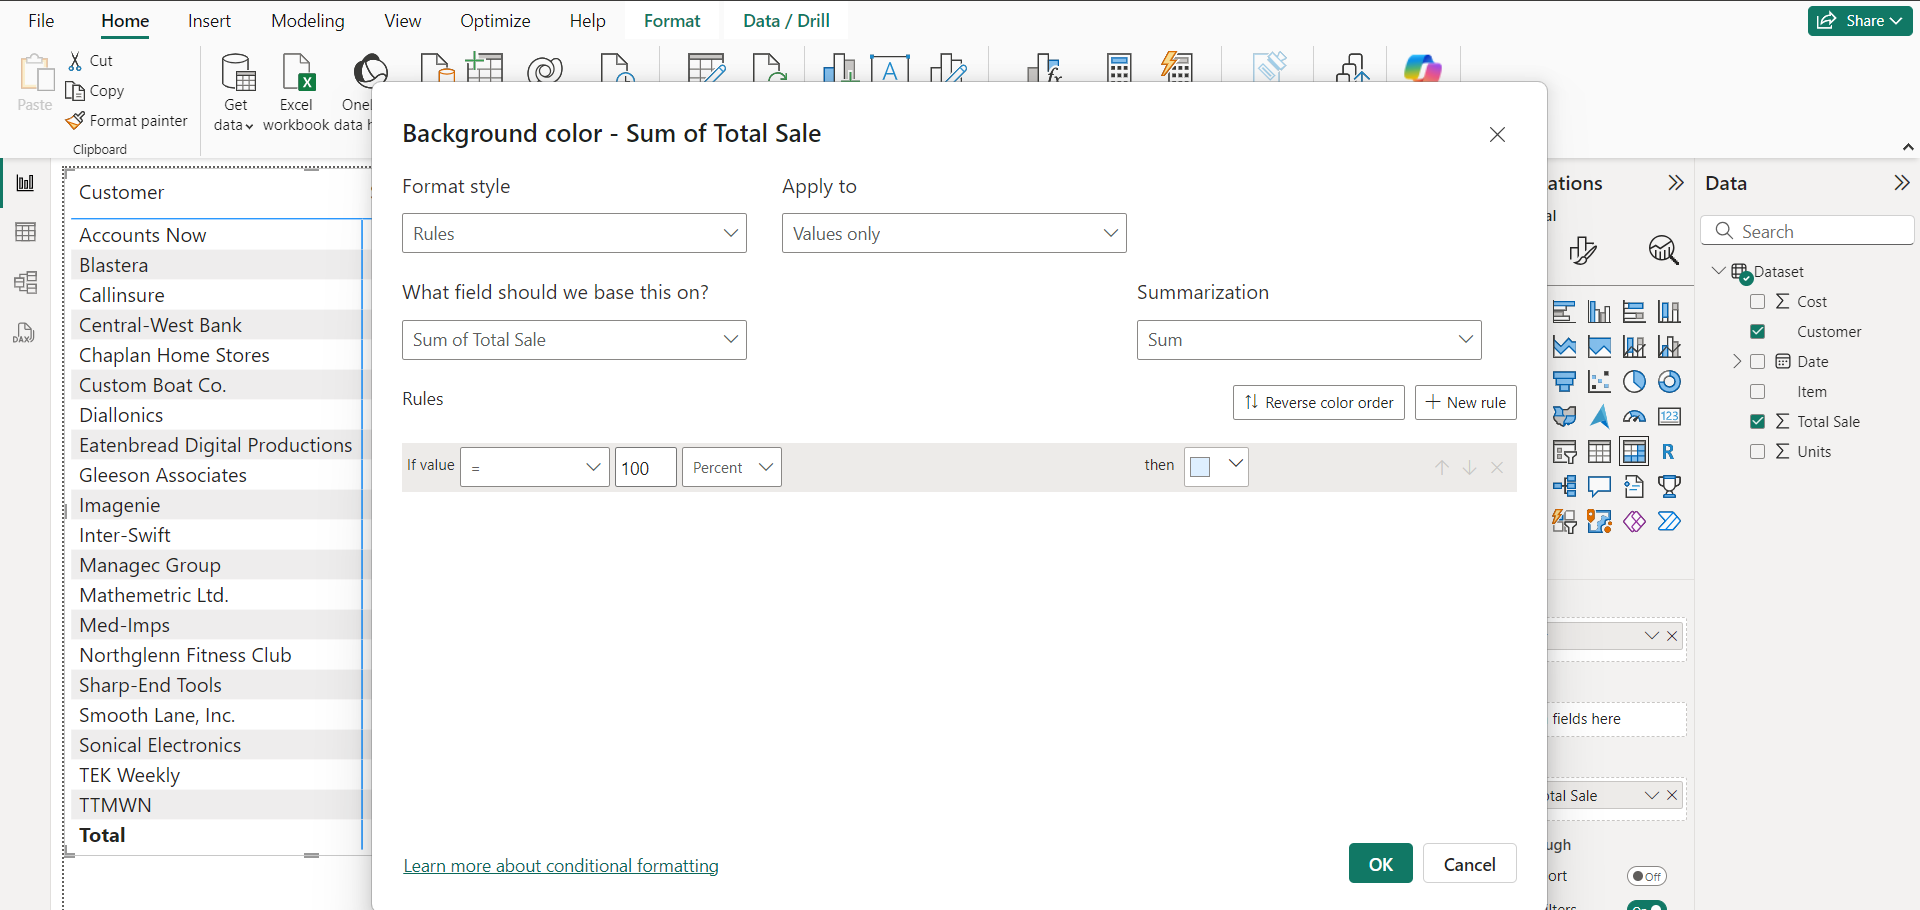 File Home Insert Modeling View Optimize Help Format Data / Drill Share
Paste
Cut
Copy
Format painter
Clipboard
Get data
Excel workbook
data
Background color - Sum of Total Sale
Format style
Apply to
Rules
Values only
What field should we base this on?
Summarization
Sum of Total Sale
Sum
Rules
Reverse color order
New rule
If value = 100 Percent then
Learn more about conditional formatting
OK
Cancel
Customer
Accounts Now
Blastera
Callinsure
Central-West Bank
Chaplan Home Stores
Custom Boat Co.
Diallonics
Eatenbread Digital Productions
Gleeson Associates
Imagenie
Inter-Swift
Managec Group
Mathemetric Ltd.
Med-Imps
Northglenn Fitness Club
Sharp-End Tools
Smooth Lane, Inc.
Sonical Electronics
TEK Weekly
TTMWN
Total
DAX
ations
al
123
R
fields here
otal Sale
ugh
ort
Off
Data
Search
Dataset
Cost
Customer
Date
Item
Total Sale
Units